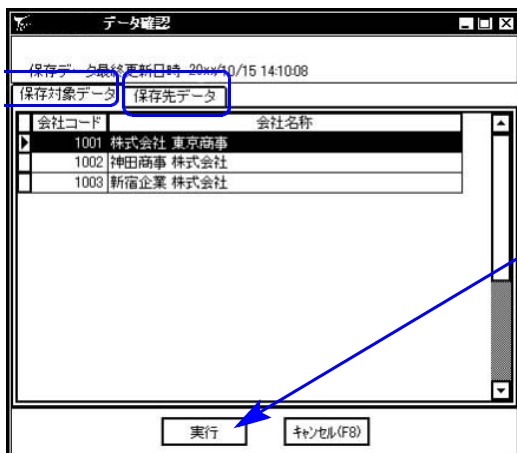 データ確認
保存データ最終更新日時 20xx/10/15 14:10:08
保存対象データ 保存先データ
会社コード 会社名称
1001 株式会社 東京商事
1002 神田商事 株式会社
1003 新宿企業 株式会社
実行 ｷｬﾝｾﾙ(F8)